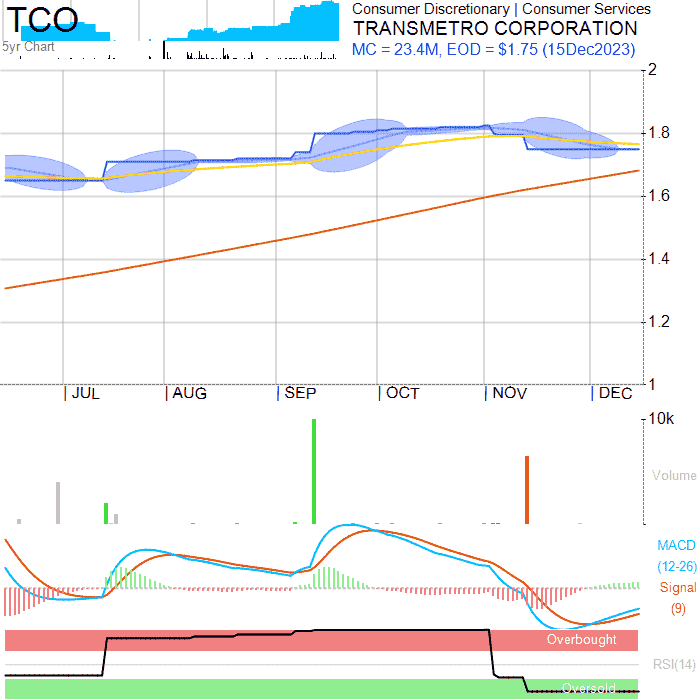 TCO
Consumer Discretionary | Consumer Services
TRANSMETRO CORPORATION
MC = 23.4M, EOD = $1.75 (15Dec2023)
5yr Chart
2
1.8
1.6
1.4
1.2
1
JUL AUG SEP OCT NOV DEC
10k
Volume
MACD
(12-26)
Signal
(9)
Overbought
RSI(14)
Oversold